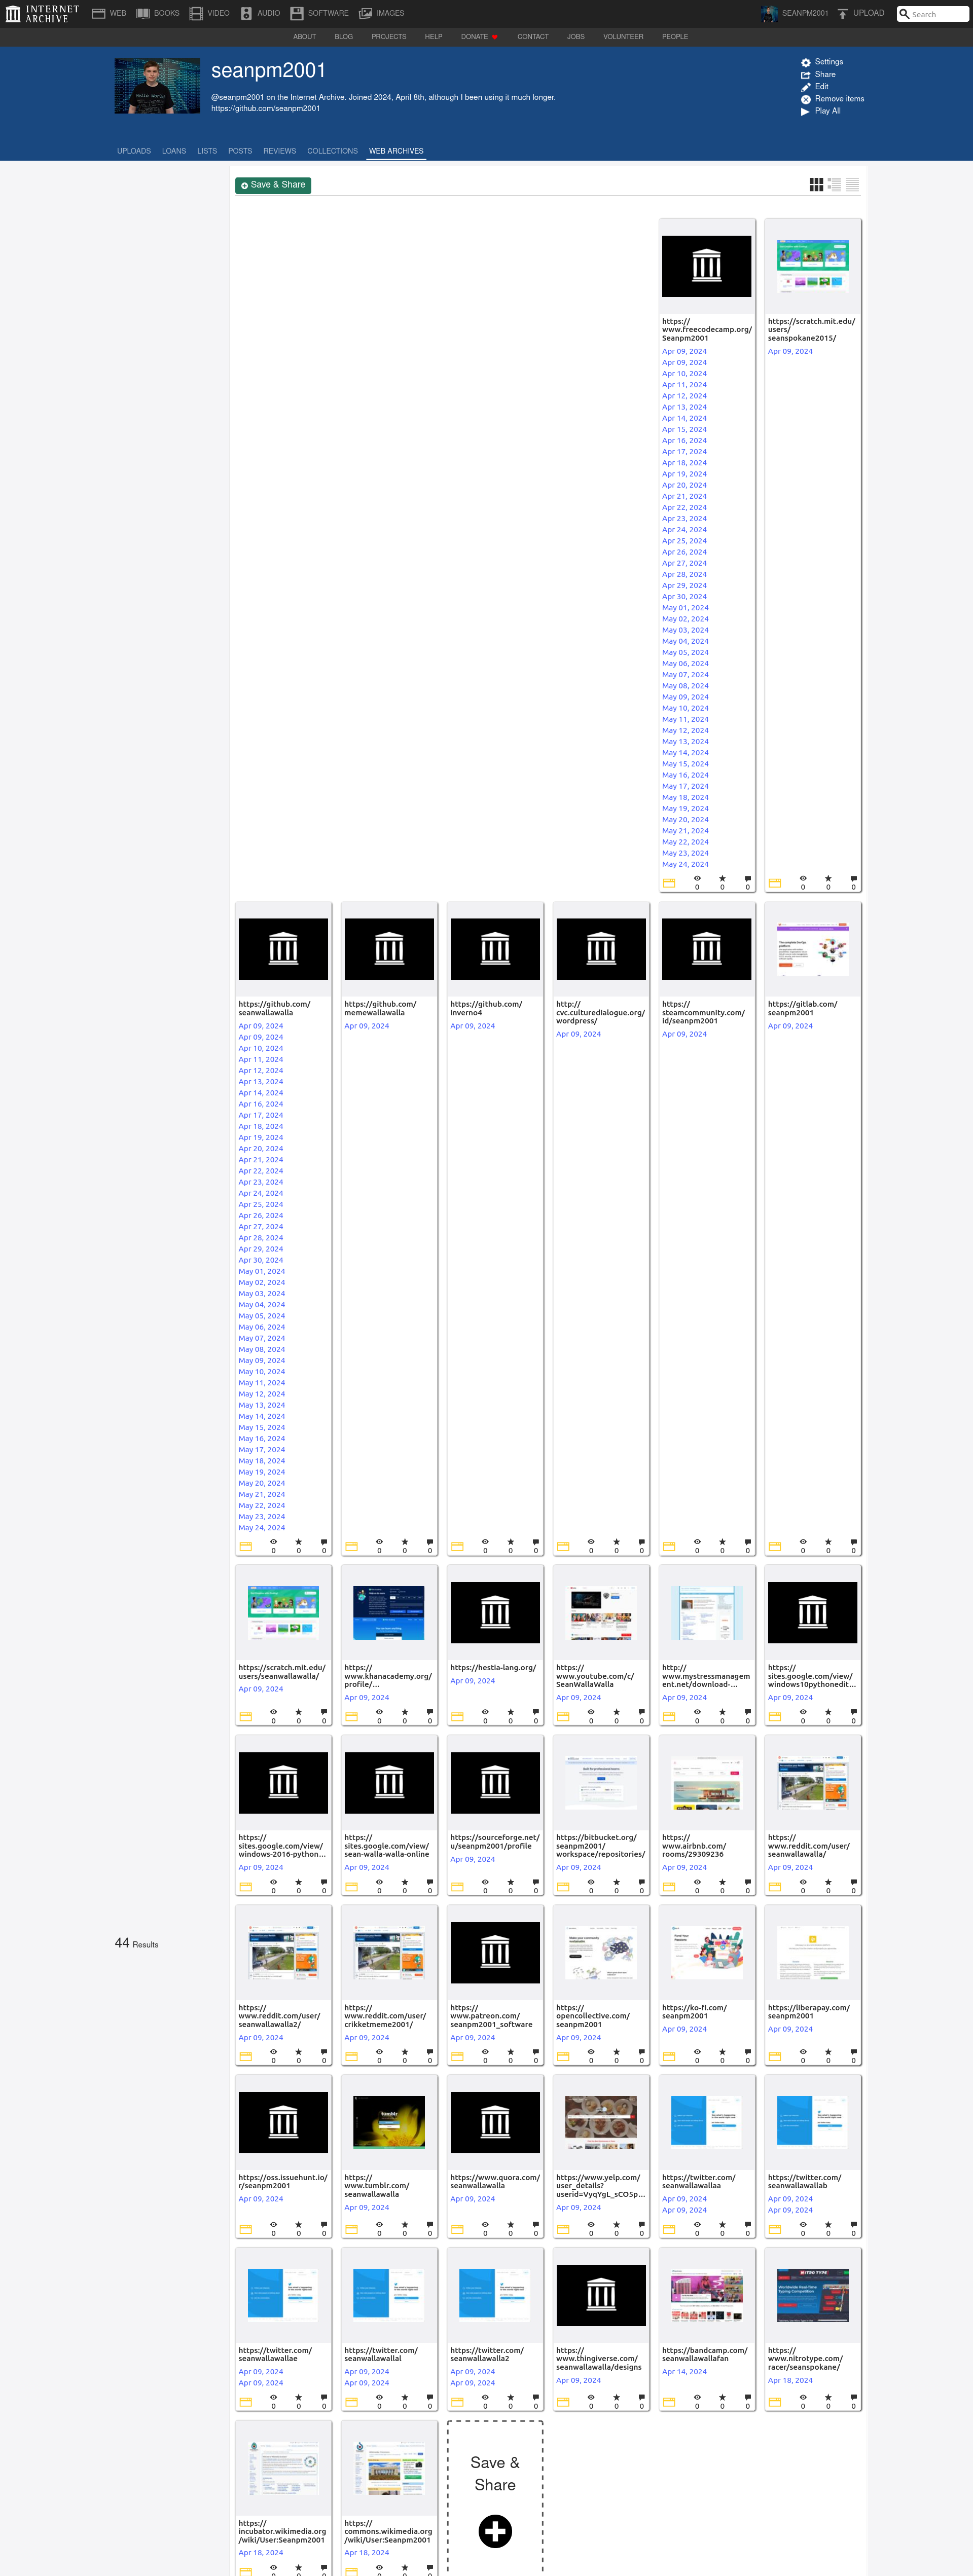 INTERNET ARCHIVE
WEB BOOKS VIDEO AUDIO SOFTWARE IMAGES SEANPM2001 UPLOAD Search
ABOUT BLOG PROJECTS HELP DONATE CONTACT JOBS VOLUNTEER PEOPLE
seanpm2001
@seanpm2001 on the Internet Archive. Joined 2024, April 8th, although I been using it much longer.
https://github.com/seanpm2001
Settings
Share
Edit
Remove items
Play All
UPLOADS LOANS LISTS POSTS REVIEWS COLLECTIONS WEB ARCHIVES
44 Results
Save & Share
https://
www.freecodecamp.org/
Seanpm2001
Apr 09, 2024
Apr 09, 2024
Apr 10, 2024
Apr 11, 2024
Apr 12, 2024
Apr 13, 2024
Apr 14, 2024
Apr 15, 2024
Apr 16, 2024
Apr 17, 2024
Apr 18, 2024
Apr 19, 2024
Apr 20, 2024
Apr 21, 2024
Apr 22, 2024
Apr 23, 2024
Apr 24, 2024
Apr 25, 2024
Apr 26, 2024
Apr 27, 2024
Apr 28, 2024
Apr 29, 2024
Apr 30, 2024
May 01, 2024
May 02, 2024
May 03, 2024
May 04, 2024
May 05, 2024
May 06, 2024
May 07, 2024
May 08, 2024
May 09, 2024
May 10, 2024
May 11, 2024
May 12, 2024
May 13, 2024
May 14, 2024
May 15, 2024
May 16, 2024
May 17, 2024
May 18, 2024
May 19, 2024
May 20, 2024
May 21, 2024
May 22, 2024
May 23, 2024
May 24, 2024
0 0 0
https://scratch.mit.edu/
users/
seanspokane2015/
Apr 09, 2024
0 0 0
https://github.com/
seanwallawalla
Apr 09, 2024
Apr 09, 2024
Apr 10, 2024
Apr 11, 2024
Apr 12, 2024
Apr 13, 2024
Apr 14, 2024
Apr 16, 2024
Apr 17, 2024
Apr 18, 2024
Apr 19, 2024
Apr 20, 2024
Apr 21, 2024
Apr 22, 2024
Apr 23, 2024
Apr 24, 2024
Apr 25, 2024
Apr 26, 2024
Apr 27, 2024
Apr 28, 2024
Apr 29, 2024
Apr 30, 2024
May 01, 2024
May 02, 2024
May 03, 2024
May 04, 2024
May 05, 2024
May 06, 2024
May 07, 2024
May 08, 2024
May 09, 2024
May 10, 2024
May 11, 2024
May 12, 2024
May 13, 2024
May 14, 2024
May 15, 2024
May 16, 2024
May 17, 2024
May 18, 2024
May 19, 2024
May 20, 2024
May 21, 2024
May 22, 2024
May 23, 2024
May 24, 2024
0 0 0
https://github.com/
memewallawalla
Apr 09, 2024
0 0 0
https://github.com/
inverno4
Apr 09, 2024
0 0 0
http://
cvc.culturedialogue.org/
wordpress/
Apr 09, 2024
0 0 0
https://
steamcommunity.com/
id/seanpm2001
Apr 09, 2024
0 0 0
https://gitlab.com/
seanpm2001
Apr 09, 2024
0 0 0
https://scratch.mit.edu/
users/seanwallawalla/
Apr 09, 2024
0 0 0
https://
www.khanacademy.org/
profile/...
Apr 09, 2024
0 0 0
https://hestia-lang.org/
Apr 09, 2024
0 0 0
https://
www.youtube.com/c/
SeanWallaWalla
Apr 09, 2024
0 0 0
http://
www.mystressmanagem
ent.net/download-...
Apr 09, 2024
0 0 0
https://
sites.google.com/view/
windows10pythonedit...
Apr 09, 2024
0 0 0
https://
sites.google.com/view/
windows-2016-python...
Apr 09, 2024
0 0 0
https://
sites.google.com/view/
sean-walla-walla-online
Apr 09, 2024
0 0 0
https://sourceforge.net/
u/seanpm2001/profile
Apr 09, 2024
0 0 0
https://bitbucket.org/
seanpm2001/
workspace/repositories/
Apr 09, 2024
0 0 0
https://
www.airbnb.com/
rooms/29309236
Apr 09, 2024
0 0 0
https://
www.reddit.com/user/
seanwallawalla/
Apr 09, 2024
0 0 0
https://
www.reddit.com/user/
seanwallawalla2/
Apr 09, 2024
0 0 0
https://
www.reddit.com/user/
crikketmeme2001/
Apr 09, 2024
0 0 0
https://
www.patreon.com/
seanpm2001_software
Apr 09, 2024
0 0 0
https://
opencollective.com/
seanpm2001
Apr 09, 2024
0 0 0
https://ko-fi.com/
seanpm2001
Apr 09, 2024
0 0 0
https://liberapay.com/
seanpm2001
Apr 09, 2024
0 0 0
https://oss.issuehunt.io/
r/seanpm2001
Apr 09, 2024
0 0 0
https://
www.tumblr.com/
seanwallawalla
Apr 09, 2024
0 0 0
https://www.quora.com/
seanwallawalla
Apr 09, 2024
0 0 0
https://www.yelp.com/
user_details?
userid=VyqYgL_sCOSp...
Apr 09, 2024
0 0 0
https://twitter.com/
seanwallawallaa
Apr 09, 2024
Apr 09, 2024
0 0 0
https://twitter.com/
seanwallawallab
Apr 09, 2024
Apr 09, 2024
0 0 0
https://twitter.com/
seanwallawallae
Apr 09, 2024
Apr 09, 2024
0 0 0
https://twitter.com/
seanwallawallal
Apr 09, 2024
Apr 09, 2024
0 0 0
https://twitter.com/
seanwallawalla2
Apr 09, 2024
Apr 09, 2024
0 0 0
https://
www.thingiverse.com/
seanwallawalla/designs
Apr 09, 2024
0 0 0
https://bandcamp.com/
seanwallawallafan
Apr 14, 2024
0 0 0
https://
www.nitrotype.com/
racer/seanspokane/
Apr 18, 2024
0 0 0
https://
incubator.wikimedia.org
/wiki/User:Seanpm2001
Apr 18, 2024
https://
commons.wikimedia.org
/wiki/User:Seanpm2001
Apr 18, 2024
Save &
Share